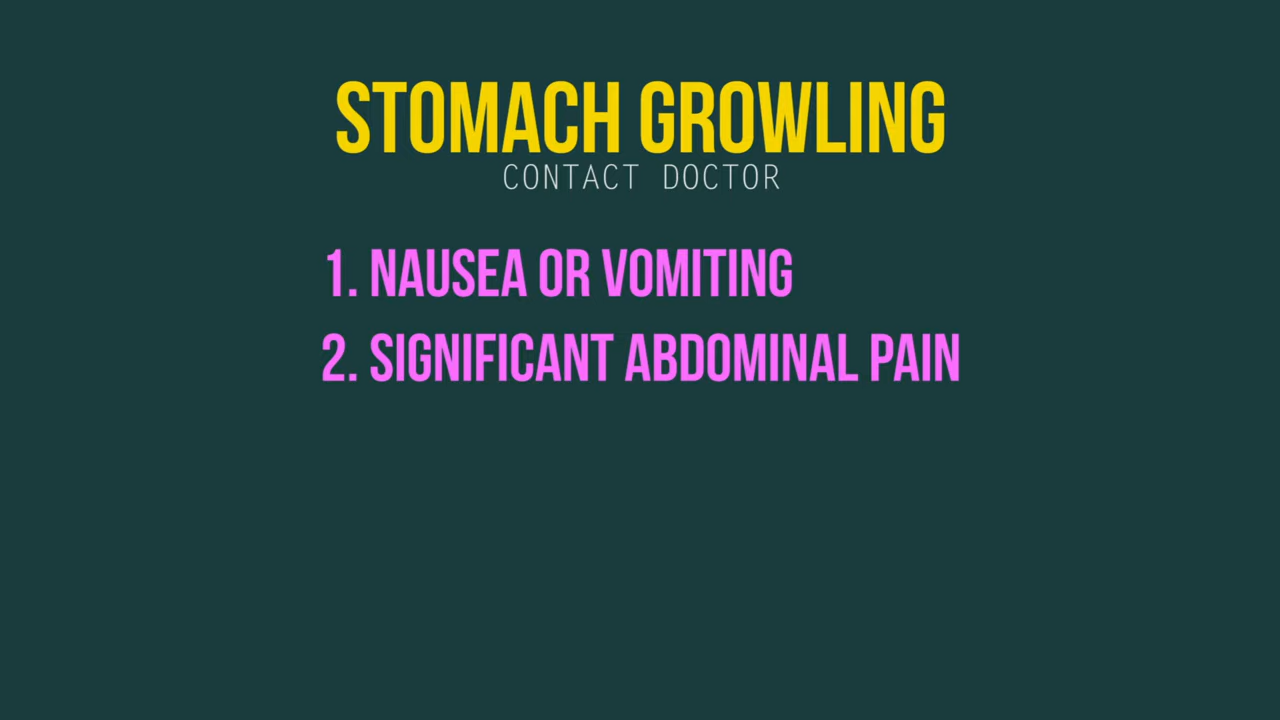 STOMACH GROWLING
CONTACT DOCTOR
1. NAUSEA OR VOMITING
2. SIGNIFICANT ABDOMINAL PAIN